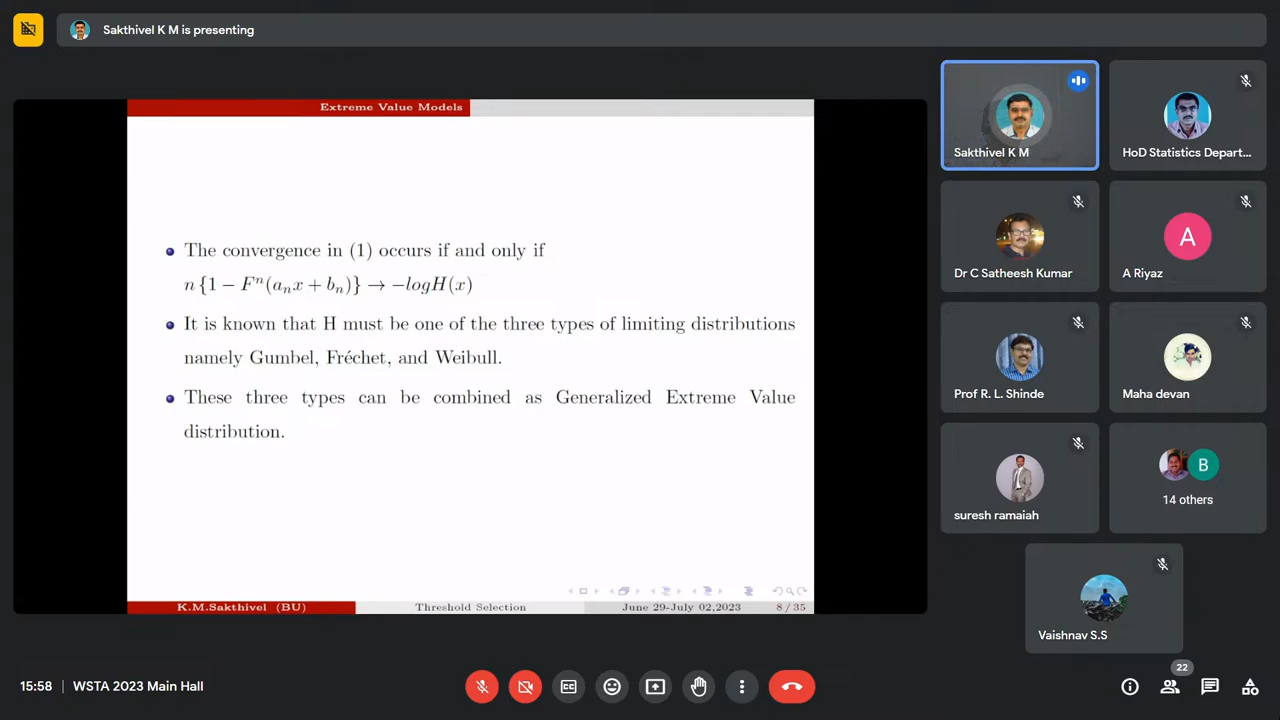 Sakthivel K M is presenting
Extreme Value Models
The convergence in (1) occurs if and only if
n {1 − Fⁿ(aₙx + bₙ)} → −logH(x)
It is known that H must be one of the three types of limiting distributions
namely Gumbel, Fréchet, and Weibull.
These three types can be combined as Generalized Extreme Value
distribution.
K.M.Sakthivel (BU)
Threshold Selection
June 29-July 02,2023
8 / 35
Sakthivel K M
HoD Statistics Depart...
Dr C Satheesh Kumar
A
A Riyaz
Prof R. L. Shinde
Maha devan
suresh ramaiah
B
14 others
Vaishnav S.S
15:58 | WSTA 2023 Main Hall
22